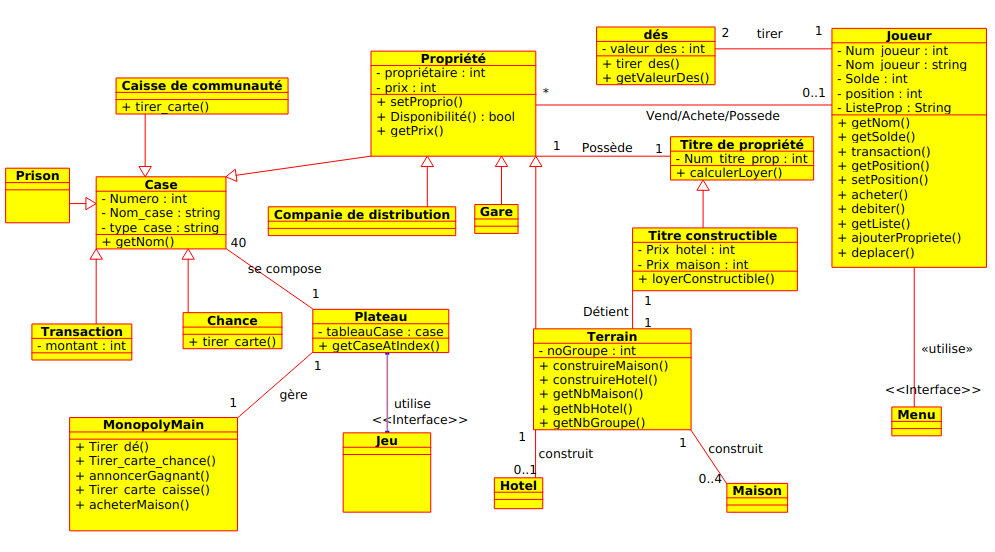 dés
- valeur_des : int
+ tirer_des()
+ getValeurDes()
2
tirer
1
Joueur
- Num_joueur : int
- Nom_joueur : string
- Solde : int
- position : int
- ListeProp : String
+ getNom()
+ getSolde()
+ transaction()
+ getPosition()
+ setPosition()
+ acheter()
+ debiter()
+ getListe()
+ ajouterPropriete()
+ deplacer()
Propriété
- propriétaire : int
- prix : int
+ setProprio()
+ Disponibilité() : bool
+ getPrix()
*
0..1
Vend/Achete/Possede
Caisse de communauté
+ tirer_carte()
1
Possède
1
Titre de propriété
- Num_titre_prop : int
+ calculerLoyer()
Prison
Case
- Numero : int
- Nom_case : string
- type_case : string
+ getNom()
40
Companie de distribution
Gare
Titre constructible
- Prix_hotel : int
- Prix_maison : int
+ loyerConstructible()
se compose
1
Détient
1
1
Transaction
- montant : int
Chance
+ tirer_carte()
Plateau
- tableauCase : case
+ getCaseAtIndex()
Terrain
- noGroupe : int
+ construireMaison()
+ construireHotel()
+ getNbMaison()
+ getNbHotel()
+ getNbGroupe()
«utilise»
<<Interface>>
Menu
1
gère
1
utilise
<<Interface>>
MonopolyMain
+ Tirer_dé()
+ Tirer_carte_chance()
+ annoncerGagnant()
+ Tirer_carte_caisse()
+ acheterMaison()
Jeu
1
construit
0..1
Hotel
1
construit
0..4
Maison